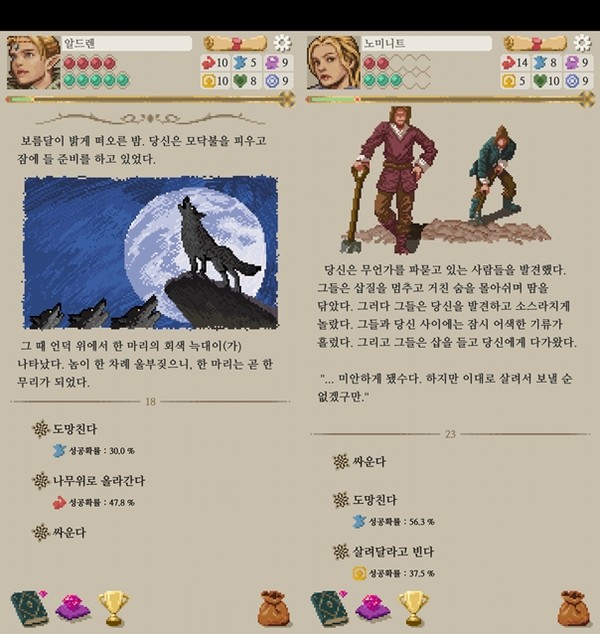 알드렌
10 5 9
10 8 9
보름달이 밝게 떠오른 밤. 당신은 모닥불을 피우고
잠에 들 준비를 하고 있었다.
그 때 언덕 위에서 한 마리의 회색 늑대이(가)
나타났다. 놈이 한 차례 울부짖으니, 한 마리는 곧 한
무리가 되었다.
18
도망친다
성공확률 : 30.0 %
나무위로 올라간다
성공확률 : 47.8 %
싸운다
노미니트
14 8 9
5 10 9
당신은 무언가를 파묻고 있는 사람들을 발견했다.
그들은 삽질을 멈추고 거친 숨을 몰아쉬며 땀을
닦았다. 그러다 그들은 당신을 발견하고 소스라치게
놀랐다. 그들과 당신 사이에는 잠시 어색한 기류가
흘렀다. 그리고 그들은 삽을 들고 당신에게 다가왔다.
"... 미안하게 됐수다. 하지만 이대로 살려서 보낼 순
없겠구만."
23
싸운다
도망친다
성공확률 : 56.3 %
살려달라고 빈다
성공확률 : 37.5 %